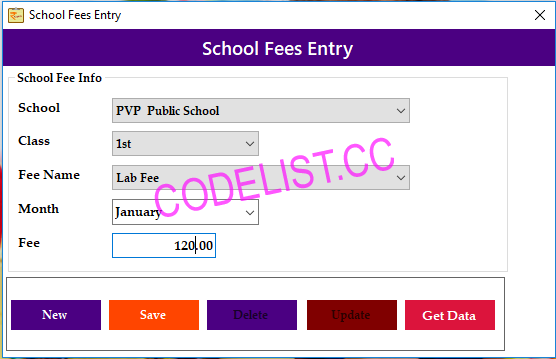 School Fees Entry
School Fees Entry
School Fee Info
School PVP Public School
Class 1st
Fee Name Lab Fee
CODELIST.CC
Month January
Fee 120.00
New Save Delete Update Get Data